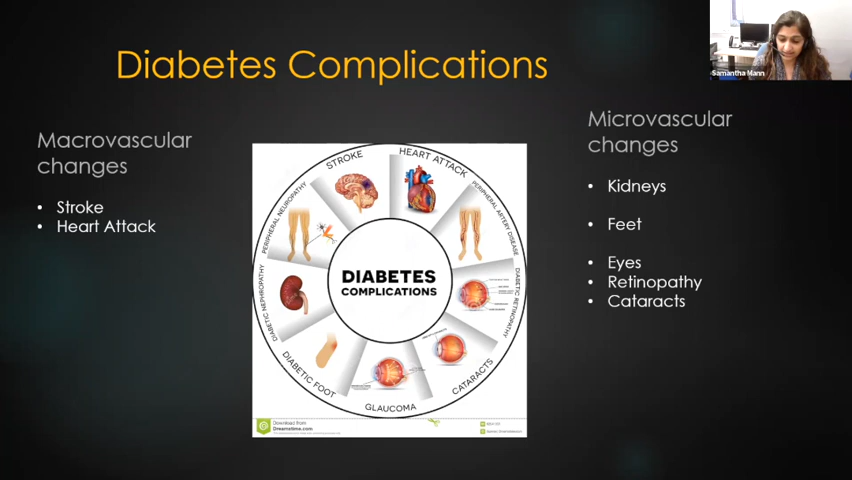 Diabetes Complications
Samantha Mann
Macrovascular
changes
• Stroke
• Heart Attack
STROKE
HEART ATTACK
PERIPHERAL ARTERY DISEASE
DIABETIC RETINOPATHY
CATARACTS
GLAUCOMA
DIABETIC FOOT
DIABETIC NEPHROPATHY
PERIPHERAL NEUROPATHY
DIABETES
COMPLICATIONS
Download from
Dreamstime.com
Microvascular
changes
• Kidneys
• Feet
• Eyes
• Retinopathy
• Cataracts